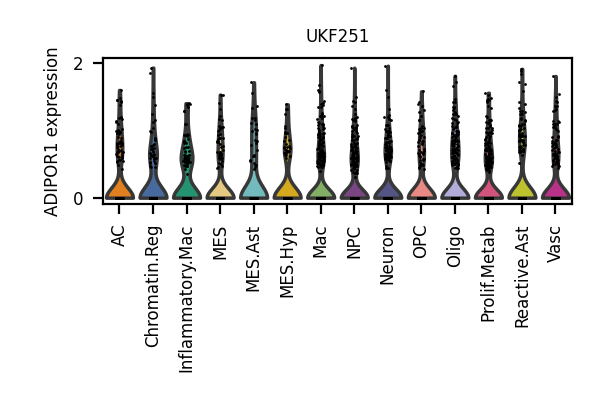 UKF251
ADIPOR1 expression
2
0
AC
Chromatin.Reg
Inflammatory.Mac
MES
MES.Ast
MES.Hyp
Mac
NPC
Neuron
OPC
Oligo
Prolif.Metab
Reactive.Ast
Vasc